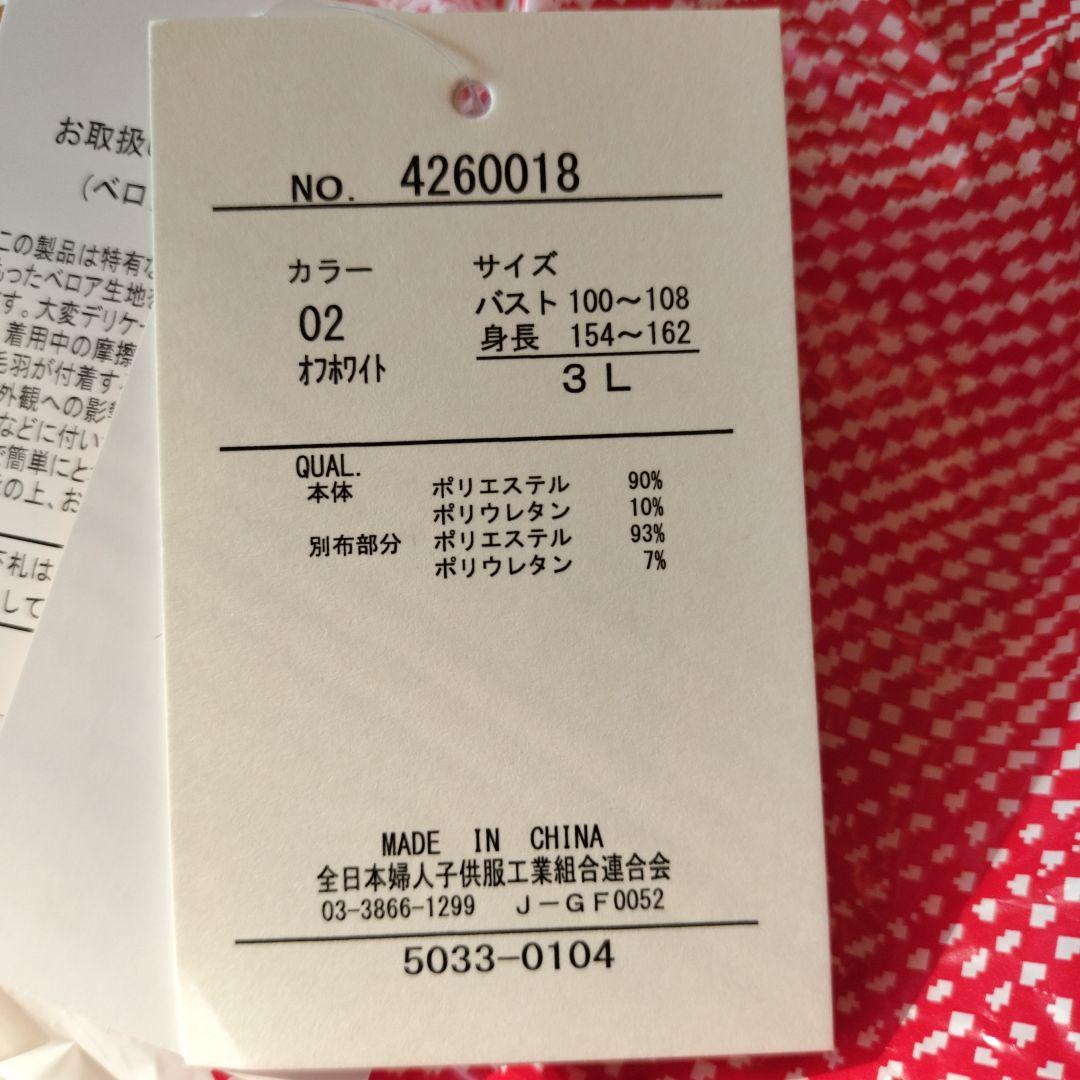 NO. 4260018
カラー サイズ
02 バスト 100〜108
身長 154〜162
ｵﾌﾎﾜｲﾄ 3L
QUAL.
本体 ポリエステル 90%
ポリウレタン 10%
別布部分 ポリエステル 93%
ポリウレタン 7%
MADE IN CHINA
全日本婦人子供服工業組合連合会
03-3866-1299 J-GF0052
5033-0104
お取扱い
(ベロ
この製品は特有な
もったベロア生地を
す。大変デリケー
着用中の摩擦
毛羽が付着す
外観への影響
などに付い
で簡単にと
の上、お
下札は
して